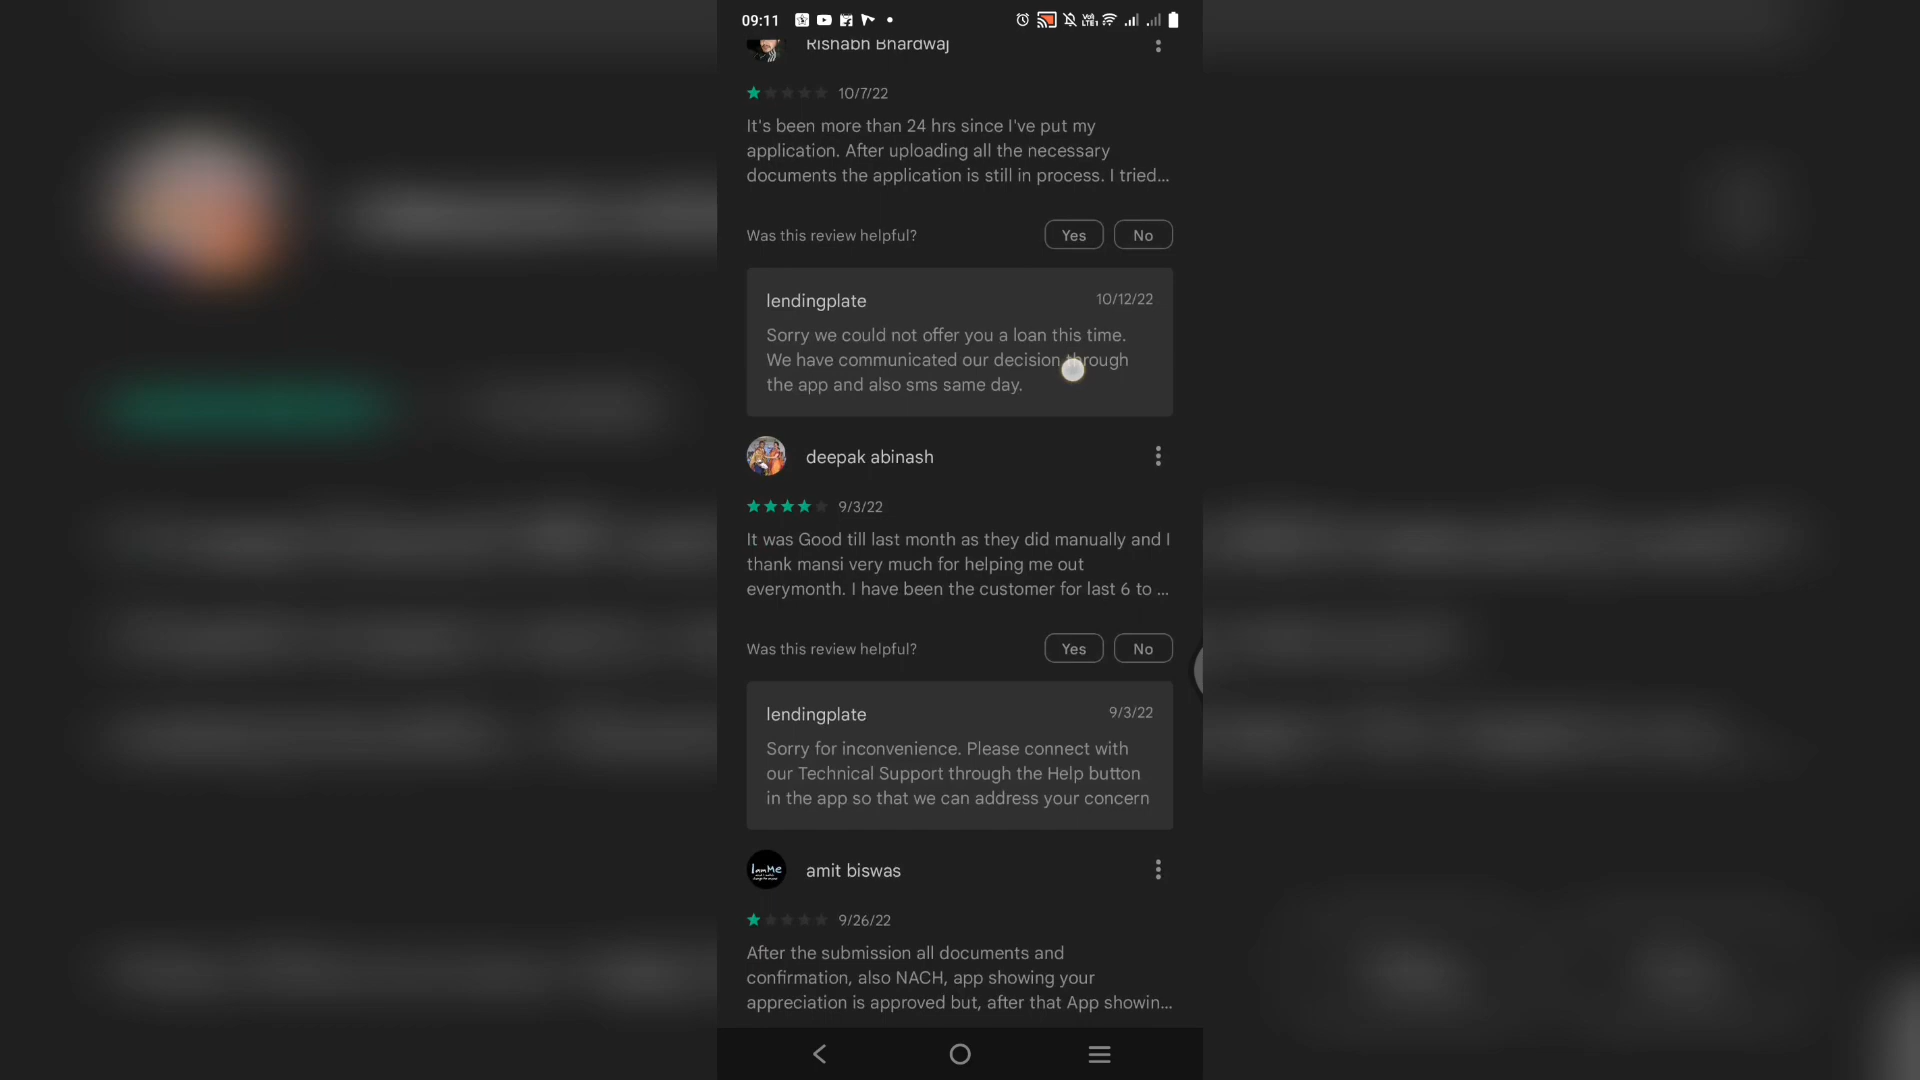 09:11
Rishabh Bhardwaj
10/7/22
It's been more than 24 hrs since I've put my
application. After uploading all the necessary
documents the application is still in process. I tried...
Was this review helpful?
Yes
No
lendingplate
10/12/22
Sorry we could not offer you a loan this time.
We have communicated our decision through
the app and also sms same day.
deepak abinash
9/3/22
It was Good till last month as they did manually and I
thank mansi very much for helping me out
everymonth. I have been the customer for last 6 to ...
Was this review helpful?
Yes
No
lendingplate
9/3/22
Sorry for inconvenience. Please connect with
our Technical Support through the Help button
in the app so that we can address your concern
amit biswas
9/26/22
After the submission all documents and
confirmation, also NACH, app showing your
appreciation is approved but, after that App showin...